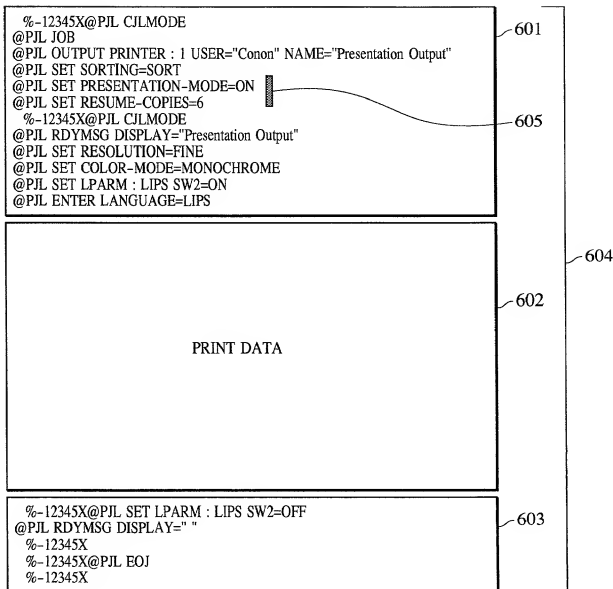 %-12345X@PJL CJLMODE
@PJL JOB
@PJL OUTPUT PRINTER : 1 USER="Conon" NAME="Presentation Output"
@PJL SET SORTING=SORT
@PJL SET PRESENTATION-MODE=ON
@PJL SET RESUME-COPIES=6
%-12345X@PJL CJLMODE
@PJL RDYMSG DISPLAY="Presentation Output"
@PJL SET RESOLUTION=FINE
@PJL SET COLOR-MODE=MONOCHROME
@PJL SET LPARM : LIPS SW2=ON
@PJL ENTER LANGUAGE=LIPS
601
605
604
602
PRINT DATA
%-12345X@PJL SET LPARM : LIPS SW2=OFF
@PJL RDYMSG DISPLAY=" "
%-12345X
%-12345X@PJL EOJ
%-12345X
603